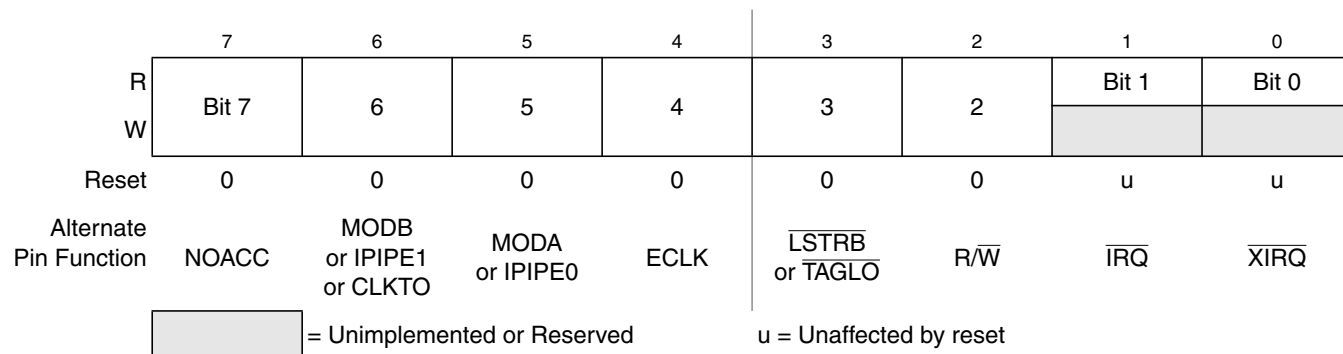 7 6 5 4 3 2 1 0
R Bit 7 6 5 4 3 2 Bit 1 Bit 0
W
Reset 0 0 0 0 0 0 u u
Alternate Pin Function NOACC MODB or IPIPE1 or CLKTO MODA or IPIPE0 ECLK LSTRB or TAGLO R/W IRQ XIRQ
= Unimplemented or Reserved u = Unaffected by reset